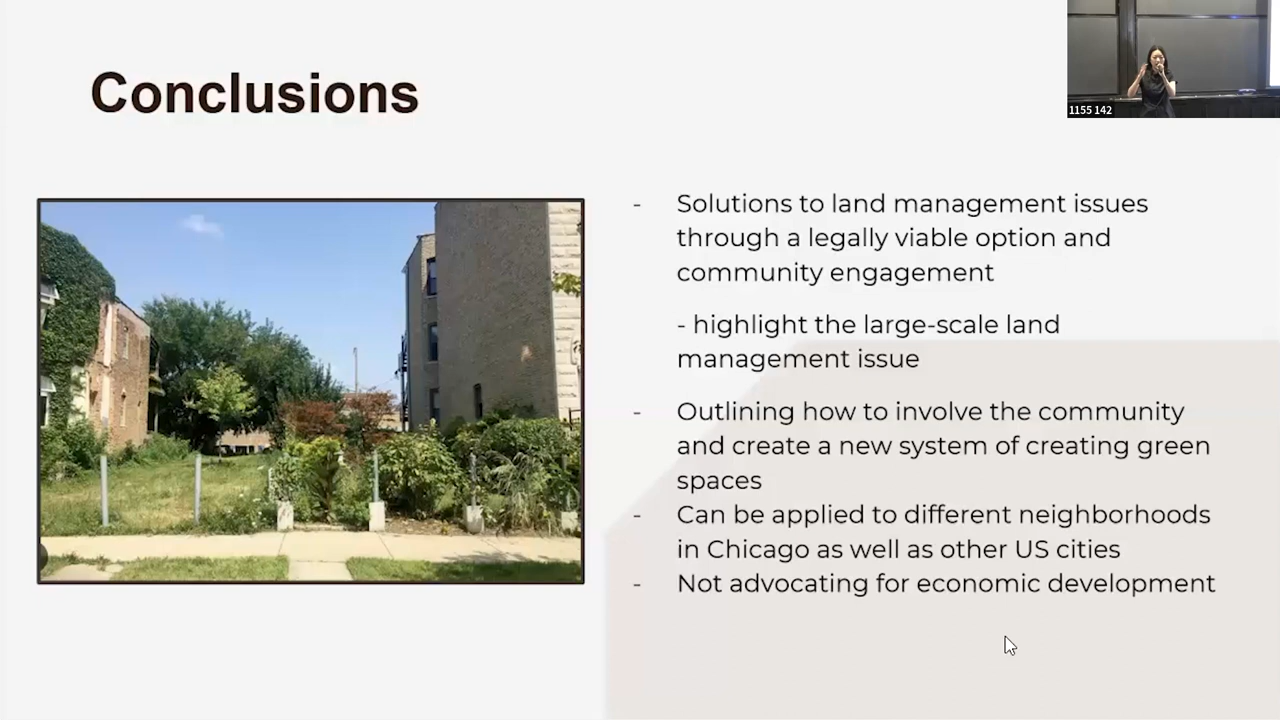 Conclusions
1155 142
- Solutions to land management issues
through a legally viable option and
community engagement
- highlight the large-scale land
management issue
- Outlining how to involve the community
and create a new system of creating green
spaces
- Can be applied to different neighborhoods
in Chicago as well as other US cities
- Not advocating for economic development